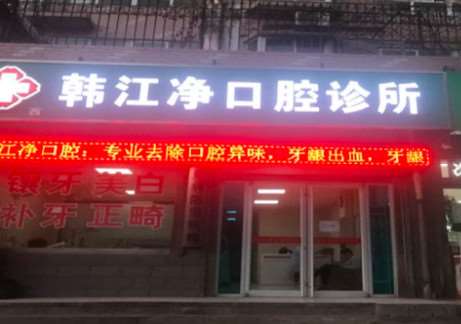 韩江净口腔诊所
江净口腔：专业去除口腔异味，牙龈出血，牙龈
镶牙美白
补牙正畸